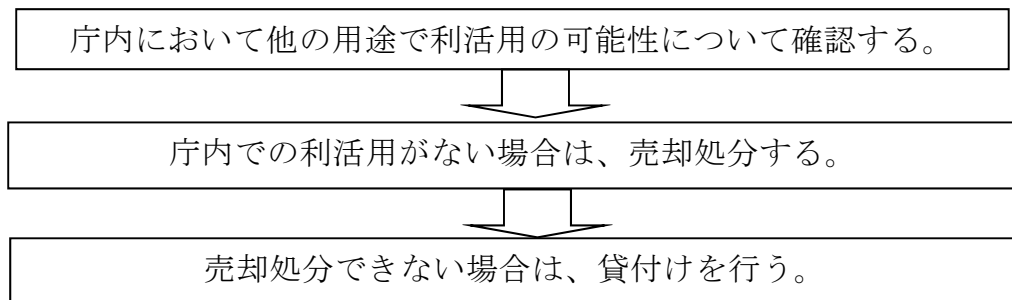 庁内において他の用途で利活用の可能性について確認する。
庁内での利活用がない場合は、売却処分する。
売却処分できない場合は、貸付けを行う。